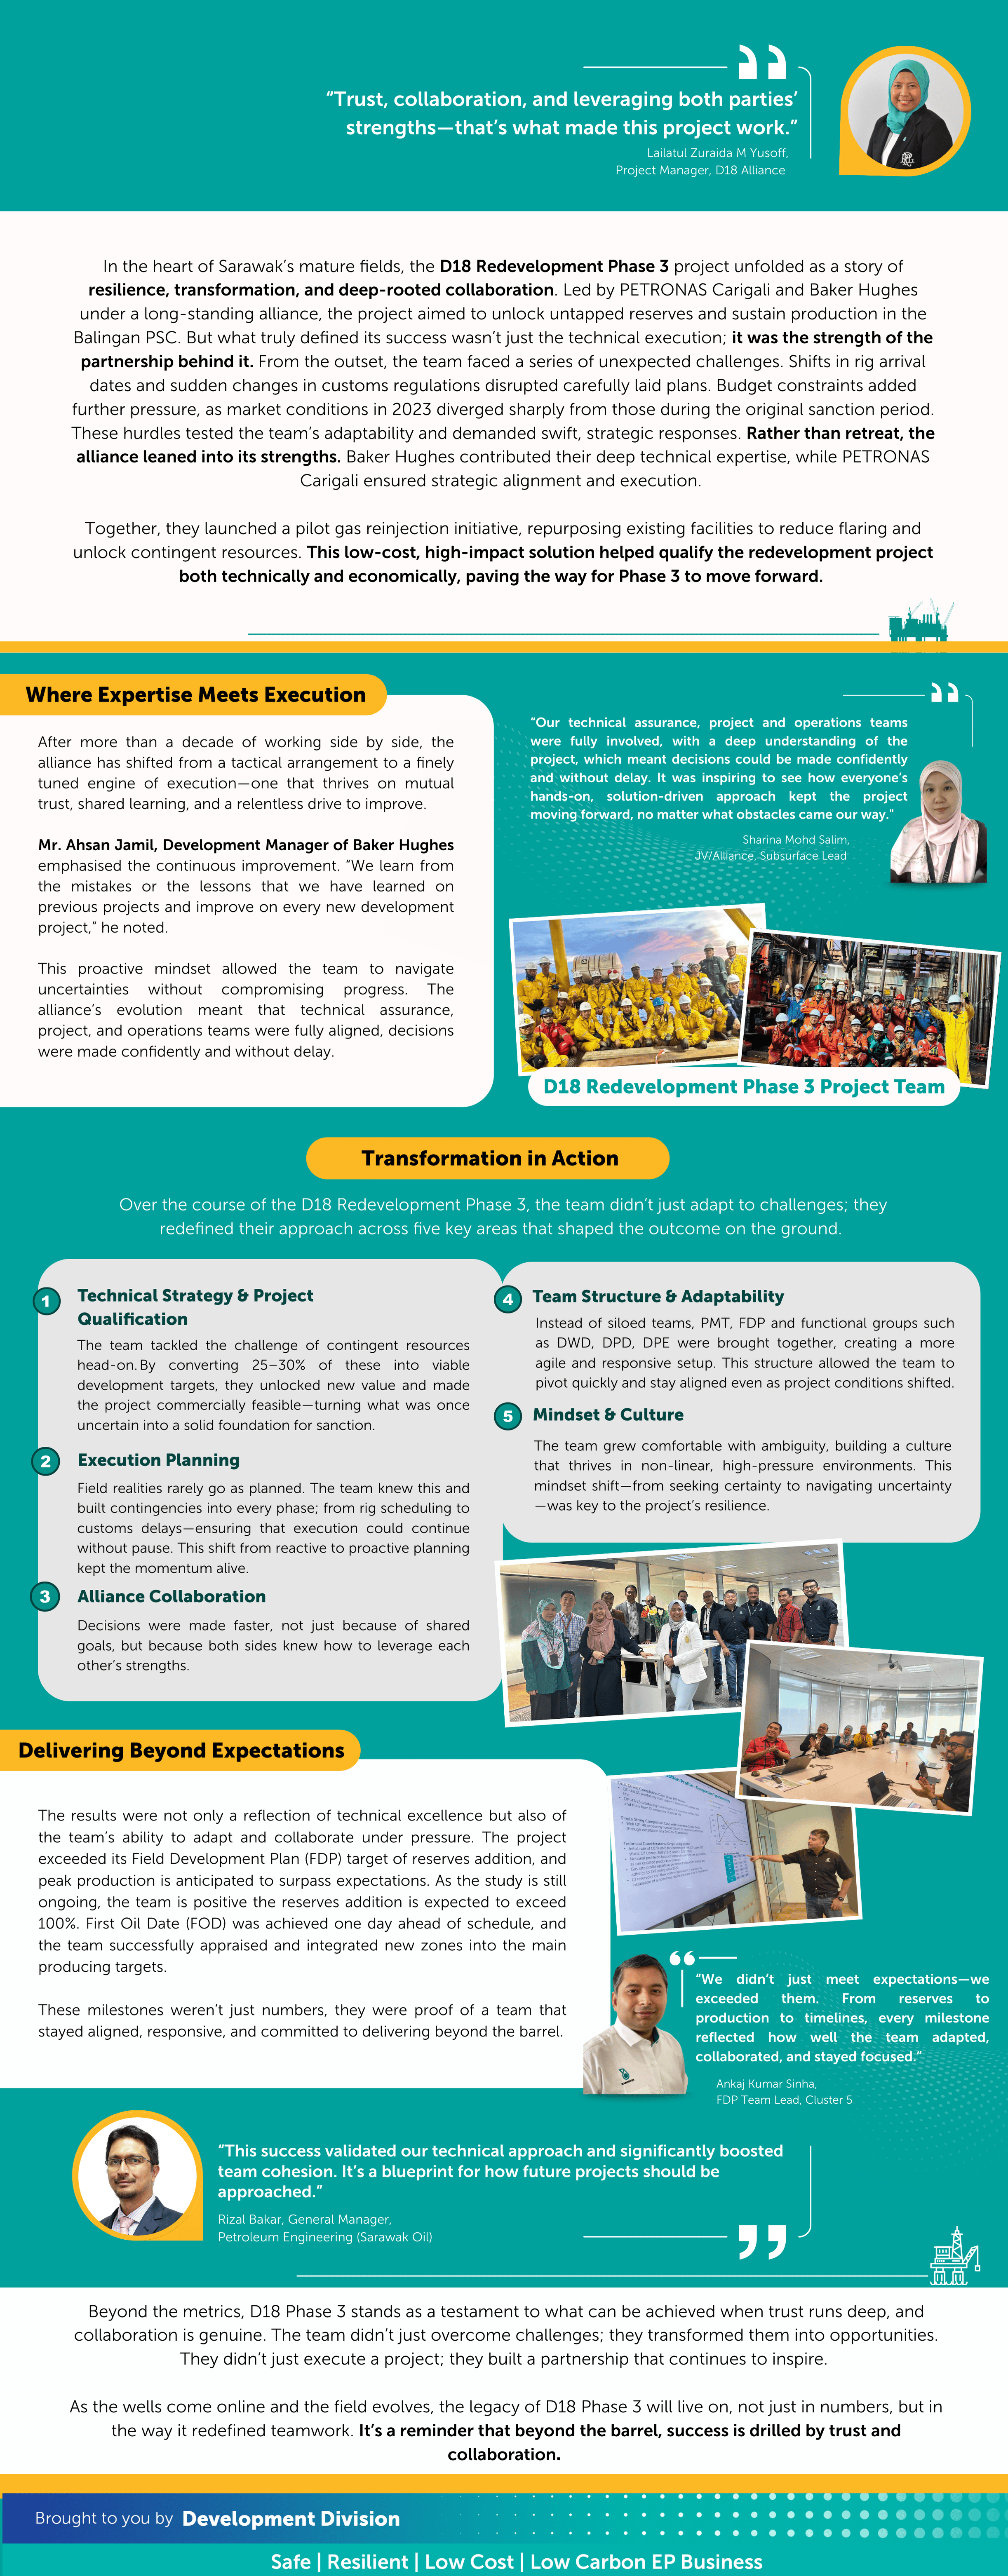 “Trust, collaboration, and leveraging both parties’
strengths—that’s what made this project work.”
Lailatul Zuraida M Yusoff,
Project Manager, D18 Alliance
In the heart of Sarawak’s mature fields, the D18 Redevelopment Phase 3 project unfolded as a story of
resilience, transformation, and deep-rooted collaboration. Led by PETRONAS Carigali and Baker Hughes
under a long-standing alliance, the project aimed to unlock untapped reserves and sustain production in the
Balingan PSC. But what truly defined its success wasn’t just the technical execution; it was the strength of the
partnership behind it. From the outset, the team faced a series of unexpected challenges. Shifts in rig arrival
dates and sudden changes in customs regulations disrupted carefully laid plans. Budget constraints added
further pressure, as market conditions in 2023 diverged sharply from those during the original sanction period.
These hurdles tested the team’s adaptability and demanded swift, strategic responses. Rather than retreat, the
alliance leaned into its strengths. Baker Hughes contributed their deep technical expertise, while PETRONAS
Carigali ensured strategic alignment and execution.
Together, they launched a pilot gas reinjection initiative, repurposing existing facilities to reduce flaring and
unlock contingent resources. This low-cost, high-impact solution helped qualify the redevelopment project
both technically and economically, paving the way for Phase 3 to move forward.
Where Expertise Meets Execution
After more than a decade of working side by side, the
alliance has shifted from a tactical arrangement to a finely
tuned engine of execution—one that thrives on mutual
trust, shared learning, and a relentless drive to improve.
Mr. Ahsan Jamil, Development Manager of Baker Hughes
emphasised the continuous improvement. “We learn from
the mistakes or the lessons that we have learned on
previous projects and improve on every new development
project,” he noted.
This proactive mindset allowed the team to navigate
uncertainties without compromising progress. The
alliance’s evolution meant that technical assurance,
project, and operations teams were fully aligned, decisions
were made confidently and without delay.
“Our technical assurance, project and operations teams
were fully involved, with a deep understanding of the
project, which meant decisions could be made confidently
and without delay. It was inspiring to see how everyone’s
hands-on, solution-driven approach kept the project
moving forward, no matter what obstacles came our way."
Sharina Mohd Salim,
JV/Alliance, Subsurface Lead
D18 Redevelopment Phase 3 Project Team
Transformation in Action
Over the course of the D18 Redevelopment Phase 3, the team didn’t just adapt to challenges; they
redefined their approach across five key areas that shaped the outcome on the ground.
1
Technical Strategy & Project
Qualification
The team tackled the challenge of contingent resources
head-on. By converting 25–30% of these into viable
development targets, they unlocked new value and made
the project commercially feasible—turning what was once
uncertain into a solid foundation for sanction.
2
Execution Planning
Field realities rarely go as planned. The team knew this and
built contingencies into every phase; from rig scheduling to
customs delays—ensuring that execution could continue
without pause. This shift from reactive to proactive planning
kept the momentum alive.
3
Alliance Collaboration
Decisions were made faster, not just because of shared
goals, but because both sides knew how to leverage each
other’s strengths.
4
Team Structure & Adaptability
Instead of siloed teams, PMT, FDP and functional groups such
as DWD, DPD, DPE were brought together, creating a more
agile and responsive setup. This structure allowed the team to
pivot quickly and stay aligned even as project conditions shifted.
5
Mindset & Culture
The team grew comfortable with ambiguity, building a culture
that thrives in non-linear, high-pressure environments. This
mindset shift—from seeking certainty to navigating uncertainty
—was key to the project’s resilience.
Delivering Beyond Expectations
The results were not only a reflection of technical excellence but also of
the team’s ability to adapt and collaborate under pressure. The project
exceeded its Field Development Plan (FDP) target of reserves addition, and
peak production is anticipated to surpass expectations. As the study is still
ongoing, the team is positive the reserves addition is expected to exceed
100%. First Oil Date (FOD) was achieved one day ahead of schedule, and
the team successfully appraised and integrated new zones into the main
producing targets.
These milestones weren’t just numbers, they were proof of a team that
stayed aligned, responsive, and committed to delivering beyond the barrel.
“We didn’t just meet expectations—we
exceeded them. From reserves to
production to timelines, every milestone
reflected how well the team adapted,
collaborated, and stayed focused.”
Ankaj Kumar Sinha,
FDP Team Lead, Cluster 5
“This success validated our technical approach and significantly boosted
team cohesion. It’s a blueprint for how future projects should be
approached.”
Rizal Bakar, General Manager,
Petroleum Engineering (Sarawak Oil)
Beyond the metrics, D18 Phase 3 stands as a testament to what can be achieved when trust runs deep, and
collaboration is genuine. The team didn’t just overcome challenges; they transformed them into opportunities.
They didn’t just execute a project; they built a partnership that continues to inspire.
As the wells come online and the field evolves, the legacy of D18 Phase 3 will live on, not just in numbers, but in
the way it redefined teamwork. It’s a reminder that beyond the barrel, success is drilled by trust and
collaboration.
Brought to you by Development Division
Safe | Resilient | Low Cost | Low Carbon EP Business